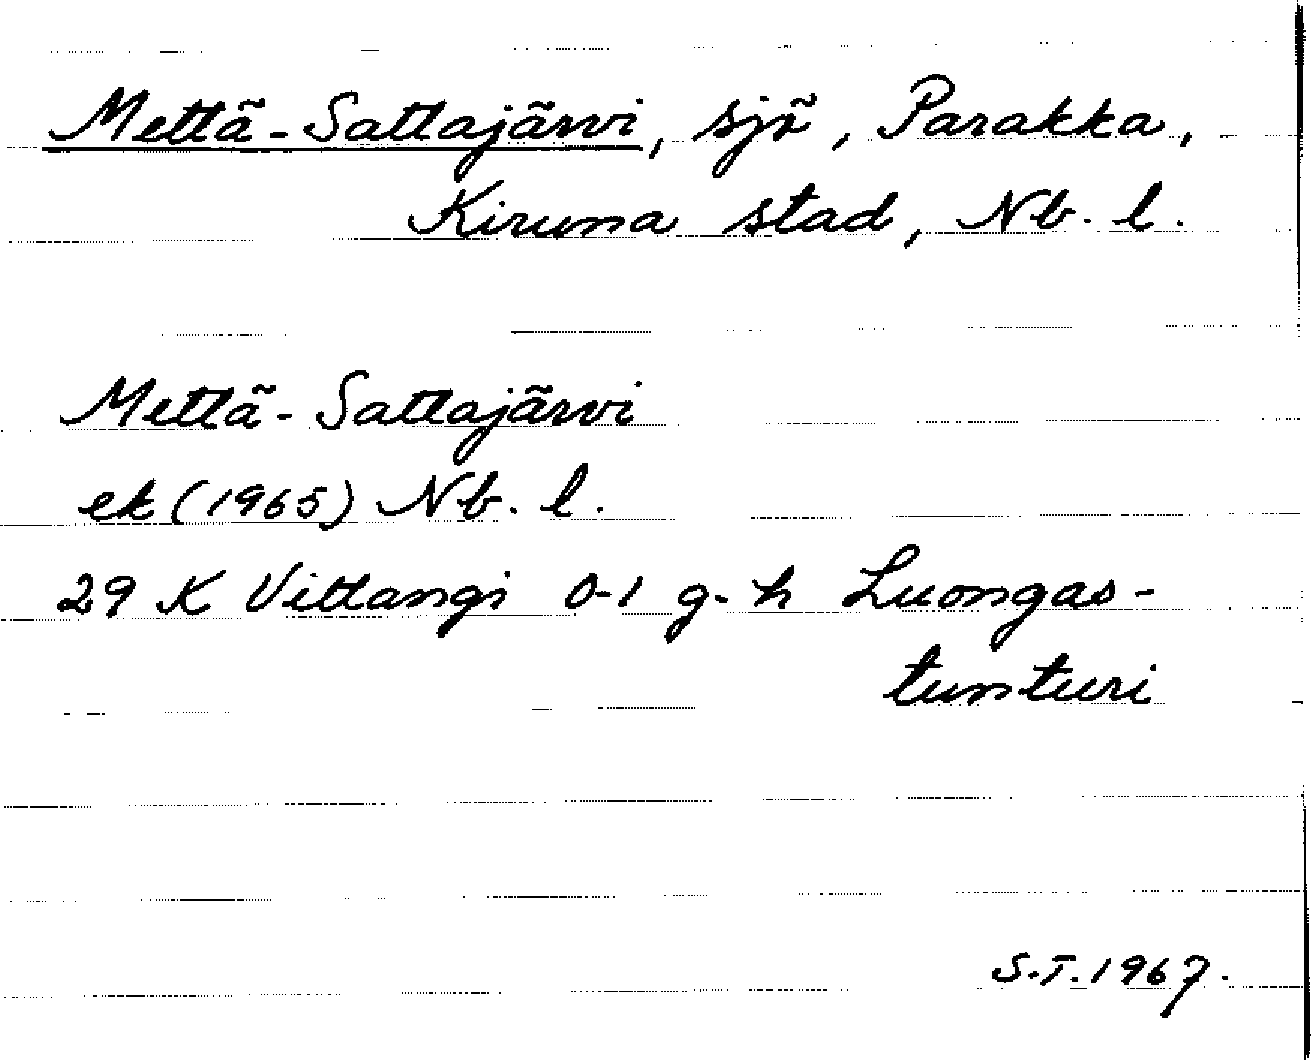 Mettä-Sattajärvi, sjö, Parakka,
Kiruna stad, Nb. l.
Mettä-Sattajärvi
ek (1965) Nb. l.
29 K Vittangi 0-1 g-h Luongas-
tunturi
S.T. 1967.